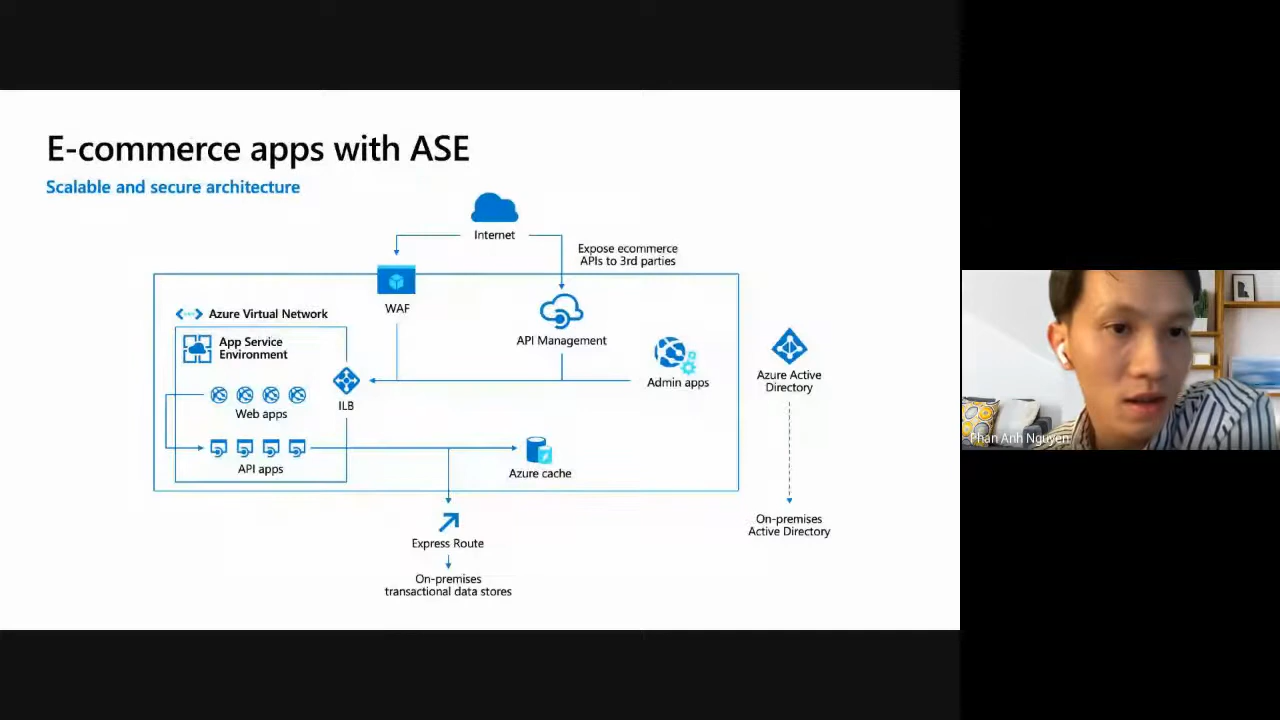 E-commerce apps with ASE
Scalable and secure architecture
Internet
Expose ecommerce
APIs to 3rd parties
WAF
Azure Virtual Network
App Service
Environment
API Management
Admin apps
Azure Active
Directory
ILB
Web apps
API apps
Azure cache
On-premises
Active Directory
Express Route
On-premises
transactional data stores
Phan Anh Nguyen